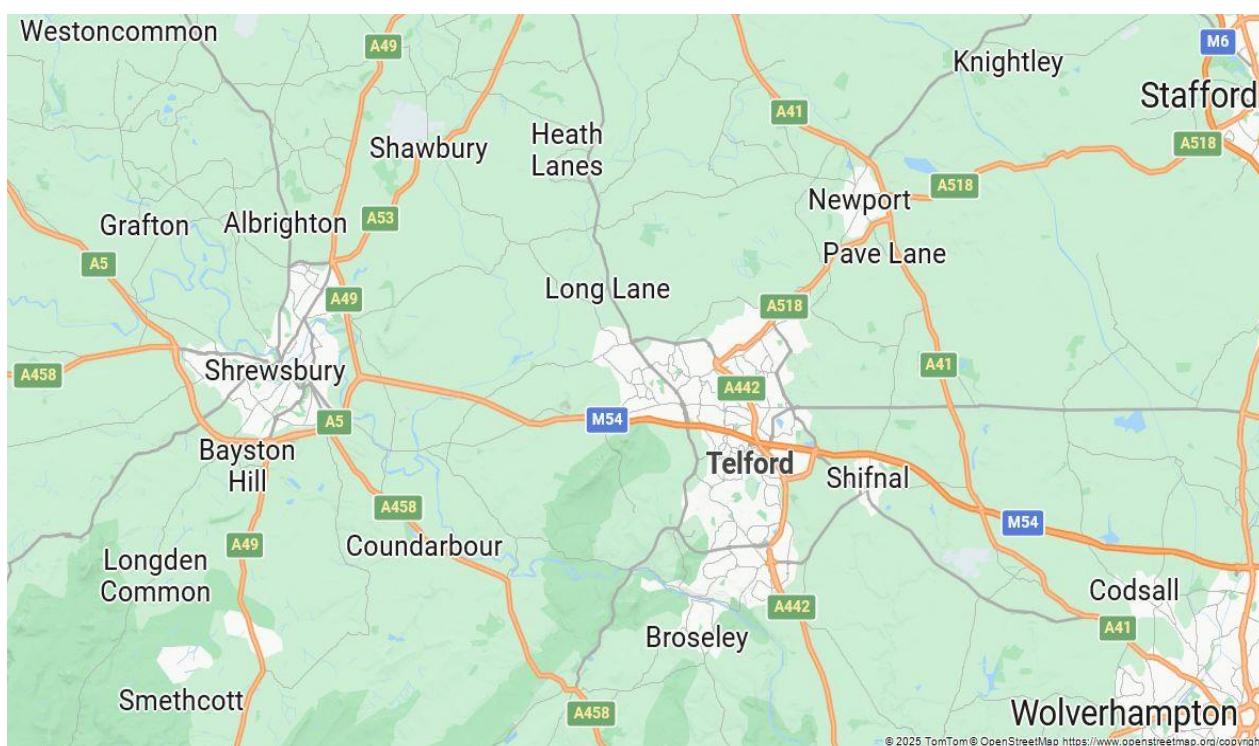 Westoncommon
A49
M6
Knightley
Stafford
A41
Shawbury
Heath
Lanes
A518
A518
Newport
Grafton
Albrighton
A53
Pave Lane
A5
Long Lane
A49
A518
Shrewsbury
A458
A41
A442
M54
A5
Bayston
Hill
Telford
Shifnal
A458
M54
Coundarbour
A49
Longden
Common
Codsall
A442
A41
Broseley
Smethcott
A458
Wolverhampton
© 2025 TomTom © OpenStreetMap https://www.openstreetmap.org/copyrigh